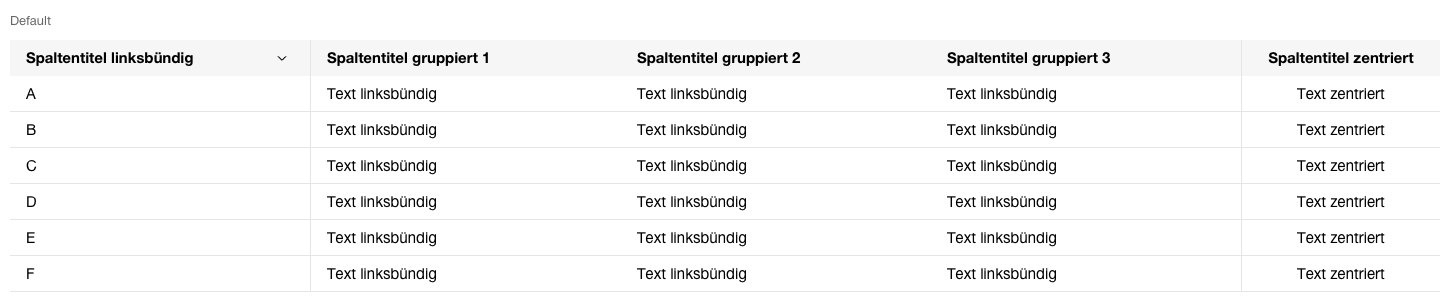 Default
Spaltentitel linksbündig Spaltentitel gruppiert 1 Spaltentitel gruppiert 2 Spaltentitel gruppiert 3 Spaltentitel zentriert
A Text linksbündig Text linksbündig Text linksbündig Text zentriert
B Text linksbündig Text linksbündig Text linksbündig Text zentriert
C Text linksbündig Text linksbündig Text linksbündig Text zentriert
D Text linksbündig Text linksbündig Text linksbündig Text zentriert
E Text linksbündig Text linksbündig Text linksbündig Text zentriert
F Text linksbündig Text linksbündig Text linksbündig Text zentriert